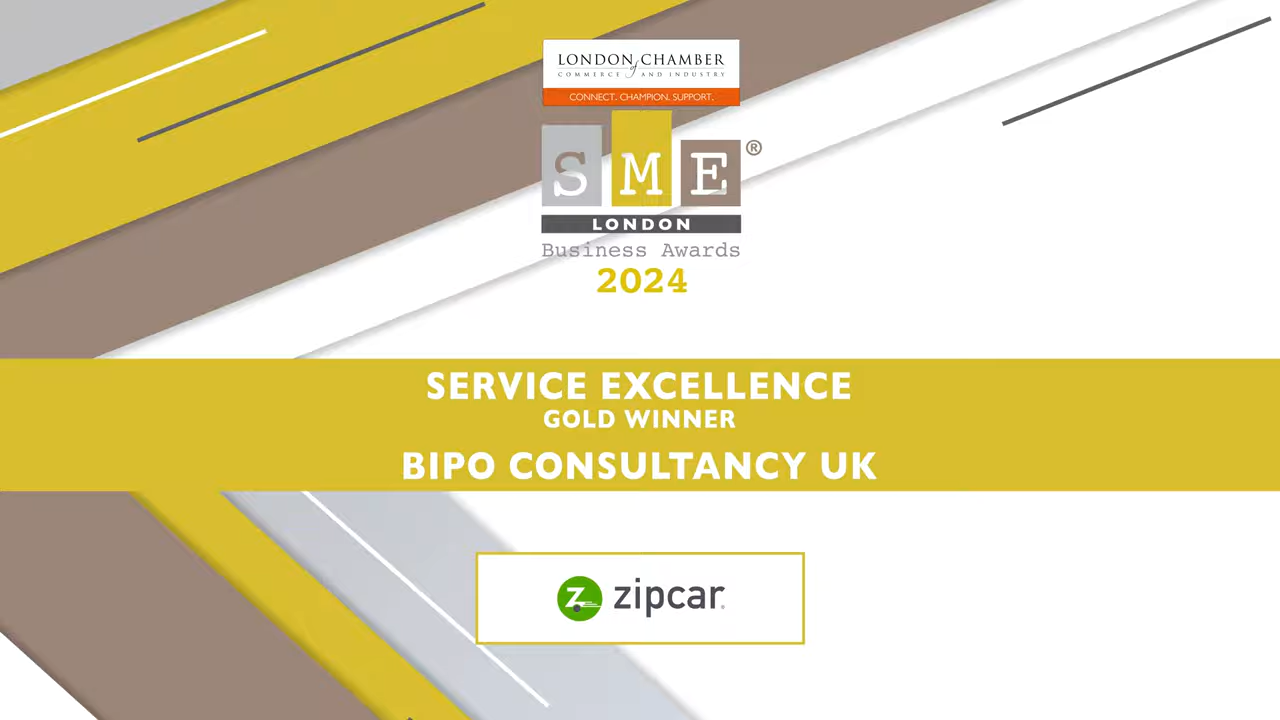 LONDON CHAMBER
of
COMMERCE AND INDUSTRY
CONNECT. CHAMPION. SUPPORT.
SME®
LONDON
Business Awards
2024
SERVICE EXCELLENCE
GOLD WINNER
BIPO CONSULTANCY UK
Z zipcar®